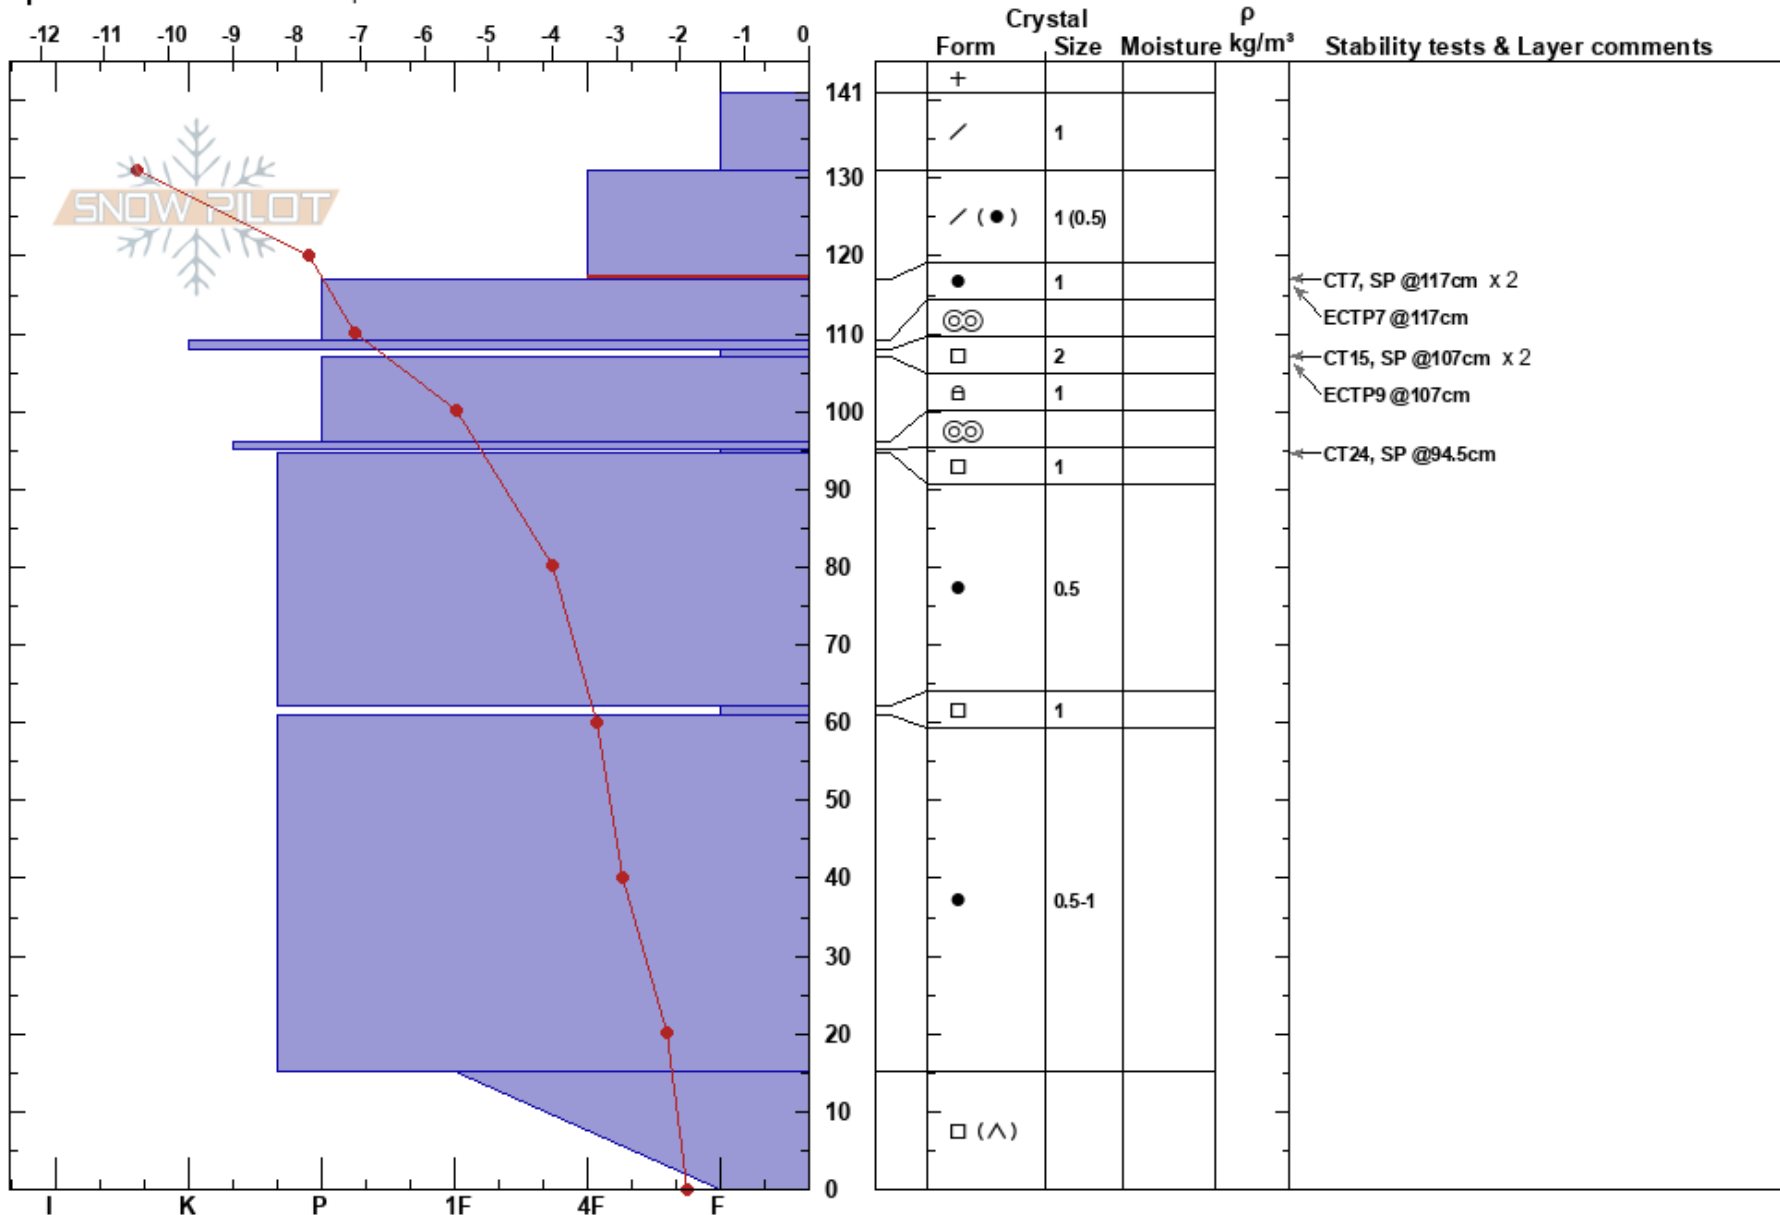 Crystal ρ
-12 -11 -10 -9 -8 -7 -6 -5 -4 -3 -2 -1 0 Form Size Moisture kg/m³ Stability tests & Layer comments
+
141
SNOW PILOT
/ 1
130
/ (●) 1 (0.5)
120
● 1 CT7, SP @117cm x 2
ECTP7 @117cm
110
□ 2 CT15, SP @107cm x 2
1 ECTP9 @107cm
100
CT24, SP @94.5cm
□ 1
90
80
● 0.5
70
□ 1
60
50
40
● 0.5-1
30
20
10
□ (∧)
0
I K P 1F 4F F